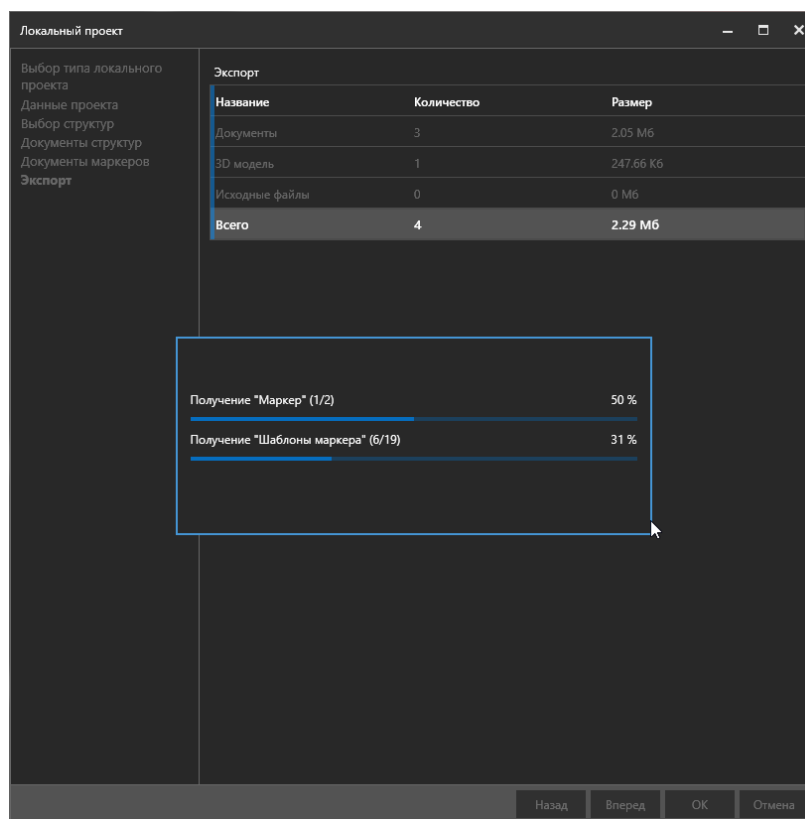 Локальный проект
Выбор типа локального
проекта
Данные проекта
Выбор структур
Документы структур
Документы маркеров
Экспорт
Экспорт
Название Количество Размер
Документы 3 2.05 Мб
3D модель 1 247.66 Кб
Исходные файлы 0 0 Мб
Всего 4 2.29 Мб
Получение "Маркер" (1/2) 50 %
Получение "Шаблоны маркера" (6/19) 31 %
Назад Вперед ОК Отмена